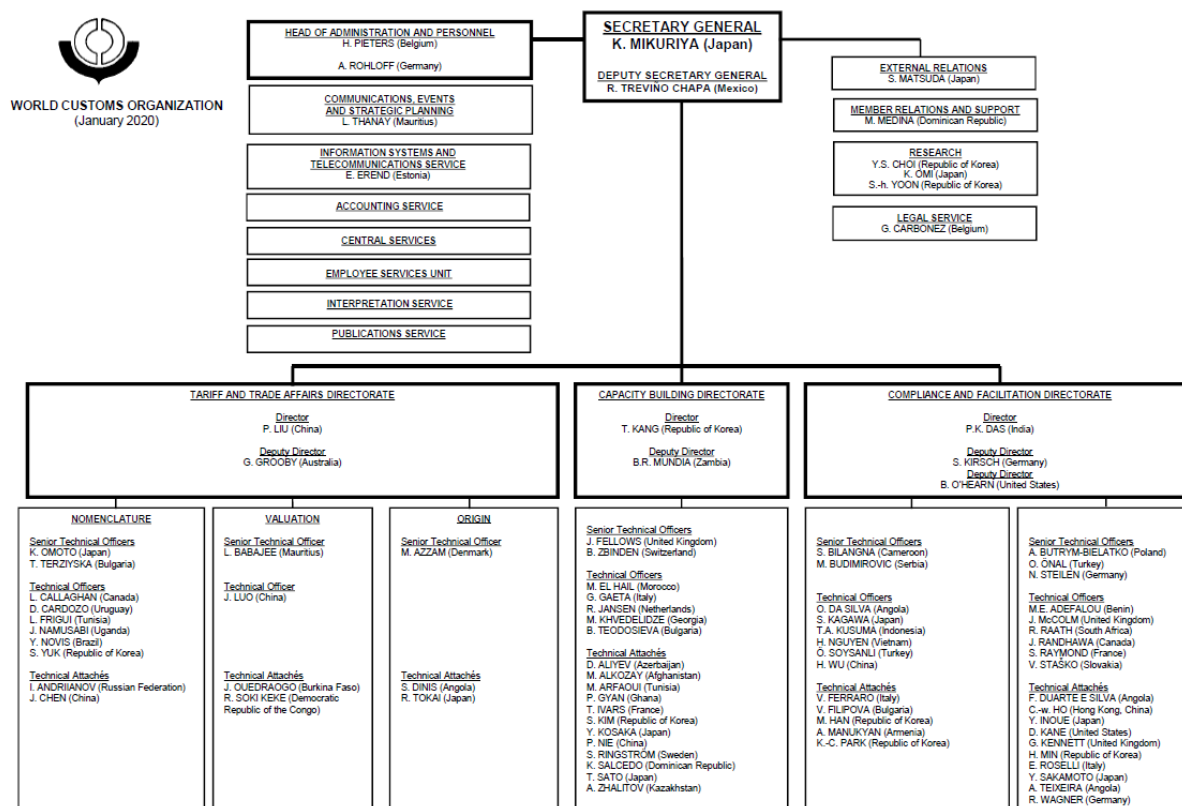 WORLD CUSTOMS ORGANIZATION
(January 2020)
HEAD OF ADMINISTRATION AND PERSONNEL
H. PIETERS (Belgium)
A. ROHLOFF (Germany)
COMMUNICATIONS, EVENTS
AND STRATEGIC PLANNING
L. THANAY (Mauritius)
INFORMATION SYSTEMS AND
TELECOMMUNICATIONS SERVICE
E. EREND (Estonia)
ACCOUNTING SERVICE
CENTRAL SERVICES
EMPLOYEE SERVICES UNIT
INTERPRETATION SERVICE
PUBLICATIONS SERVICE
SECRETARY GENERAL
K. MIKURIYA (Japan)
DEPUTY SECRETARY GENERAL
R. TREVIÑO CHAPA (Mexico)
EXTERNAL RELATIONS
S. MATSUDA (Japan)
MEMBER RELATIONS AND SUPPORT
M. MEDINA (Dominican Republic)
RESEARCH
Y.S. CHOI (Republic of Korea)
K. OMI (Japan)
S.-h. YOON (Republic of Korea)
LEGAL SERVICE
G. CARBONEZ (Belgium)
TARIFF AND TRADE AFFAIRS DIRECTORATE
Director
P. LIU (China)
Deputy Director
G. GROOBY (Australia)
CAPACITY BUILDING DIRECTORATE
Director
T. KANG (Republic of Korea)
Deputy Director
B.R. MUNDIA (Zambia)
COMPLIANCE AND FACILITATION DIRECTORATE
Director
P.K. DAS (India)
Deputy Director
S. KIRSCH (Germany)
Deputy Director
B. O'HEARN (United States)
NOMENCLATURE
Senior Technical Officers
K. OMOTO (Japan)
T. TERZIYSKA (Bulgaria)
Technical Officers
L. CALLAGHAN (Canada)
D. CARDOZO (Uruguay)
L. FRIGUI (Tunisia)
J. NAMUSABI (Uganda)
Y. NOVIS (Brazil)
S. YUK (Republic of Korea)
Technical Attachés
I. ANDRIIANOV (Russian Federation)
J. CHEN (China)
VALUATION
Senior Technical Officer
L. BABAJEE (Mauritius)
Technical Officer
J. LUO (China)
Technical Attachés
J. OUEDRAOGO (Burkina Faso)
R. SOKI KEKE (Democratic
Republic of the Congo)
ORIGIN
Senior Technical Officer
M. AZZAM (Denmark)
Technical Attachés
S. DINIS (Angola)
R. TOKAI (Japan)
Senior Technical Officers
J. FELLOWS (United Kingdom)
B. ZBINDEN (Switzerland)
Technical Officers
M. EL HAIL (Morocco)
G. GAETA (Italy)
R. JANSEN (Netherlands)
M. KHVEDELIDZE (Georgia)
B. TEODOSIEVA (Bulgaria)
Technical Attachés
D. ALIYEV (Azerbaijan)
M. ALKOZAY (Afghanistan)
M. ARFAOUI (Tunisia)
P. GYAN (Ghana)
T. IVARS (France)
S. KIM (Republic of Korea)
Y. KOSAKA (Japan)
P. NIE (China)
S. RINGSTRÖM (Sweden)
K. SALCEDO (Dominican Republic)
T. SATO (Japan)
A. ZHALITOV (Kazakhstan)
Senior Technical Officers
S. BILANGNA (Cameroon)
M. BUDIMIROVIC (Serbia)
Technical Officers
O. DA SILVA (Angola)
S. KAGAWA (Japan)
T.A. KUSUMA (Indonesia)
H. NGUYEN (Vietnam)
Ö. SOYSANLI (Turkey)
H. WU (China)
Technical Attachés
V. FERRARO (Italy)
V. FILIPOVA (Bulgaria)
M. HAN (Republic of Korea)
A. MANUKYAN (Armenia)
K.-C. PARK (Republic of Korea)
Senior Technical Officers
A. BUTRYM-BIELATKO (Poland)
O. ÖNAL (Turkey)
N. STEILEN (Germany)
Technical Officers
M.E. ADEFALOU (Benin)
J. McCOLM (United Kingdom)
R. RAATH (South Africa)
J. RANDHAWA (Canada)
S. RAYMOND (France)
V. STAŠKO (Slovakia)
Technical Attachés
F. DUARTE E SILVA (Angola)
C.-w. HO (Hong Kong, China)
Y. INOUE (Japan)
D. KANE (United States)
G. KENNETT (United Kingdom)
H. MIN (Republic of Korea)
E. ROSELLI (Italy)
Y. SAKAMOTO (Japan)
A. TEIXEIRA (Angola)
R. WAGNER (Germany)